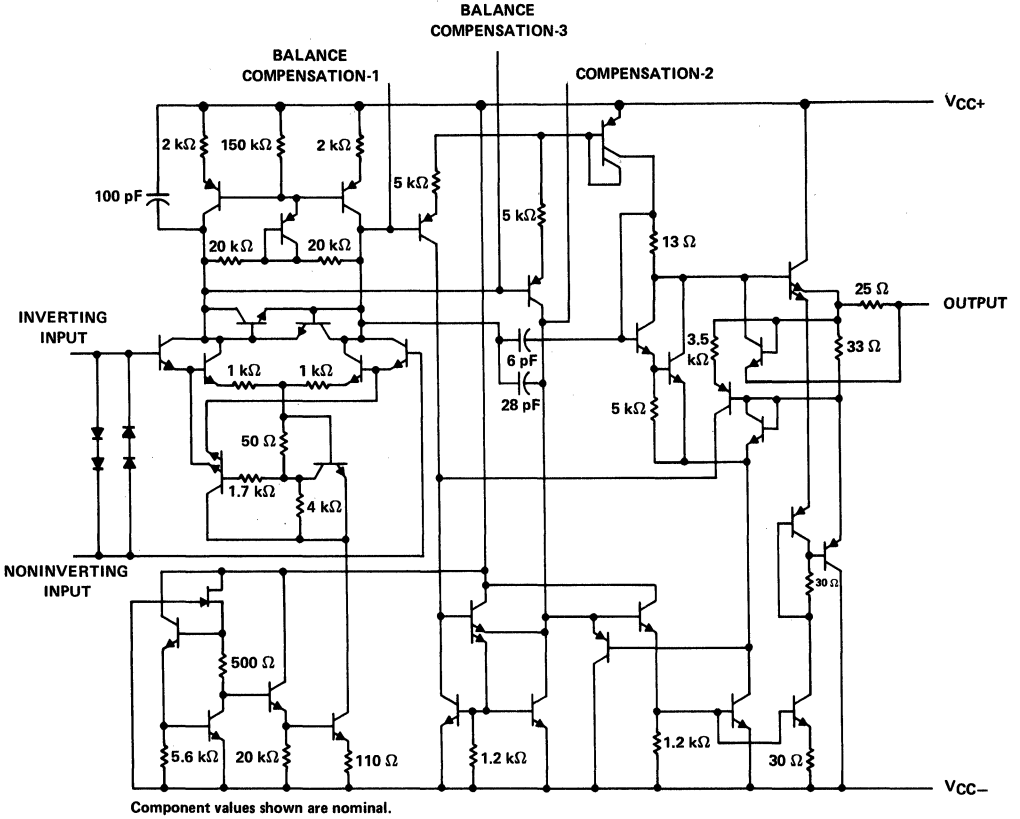 BALANCE
COMPENSATION-3
BALANCE
COMPENSATION-1
COMPENSATION-2
VCC+
2 kΩ
150 kΩ
2 kΩ
100 pF
5 kΩ
5 kΩ
20 kΩ
20 kΩ
13 Ω
25 Ω
OUTPUT
INVERTING
INPUT
3.5
kΩ
33 Ω
6 pF
1 kΩ
1 kΩ
28 pF
5 kΩ
50 Ω
1.7 kΩ
4 kΩ
NONINVERTING
INPUT
30 Ω
500 Ω
5.6 kΩ
20 kΩ
110 Ω
1.2 kΩ
1.2 kΩ
30 Ω
VCC−
Component values shown are nominal.